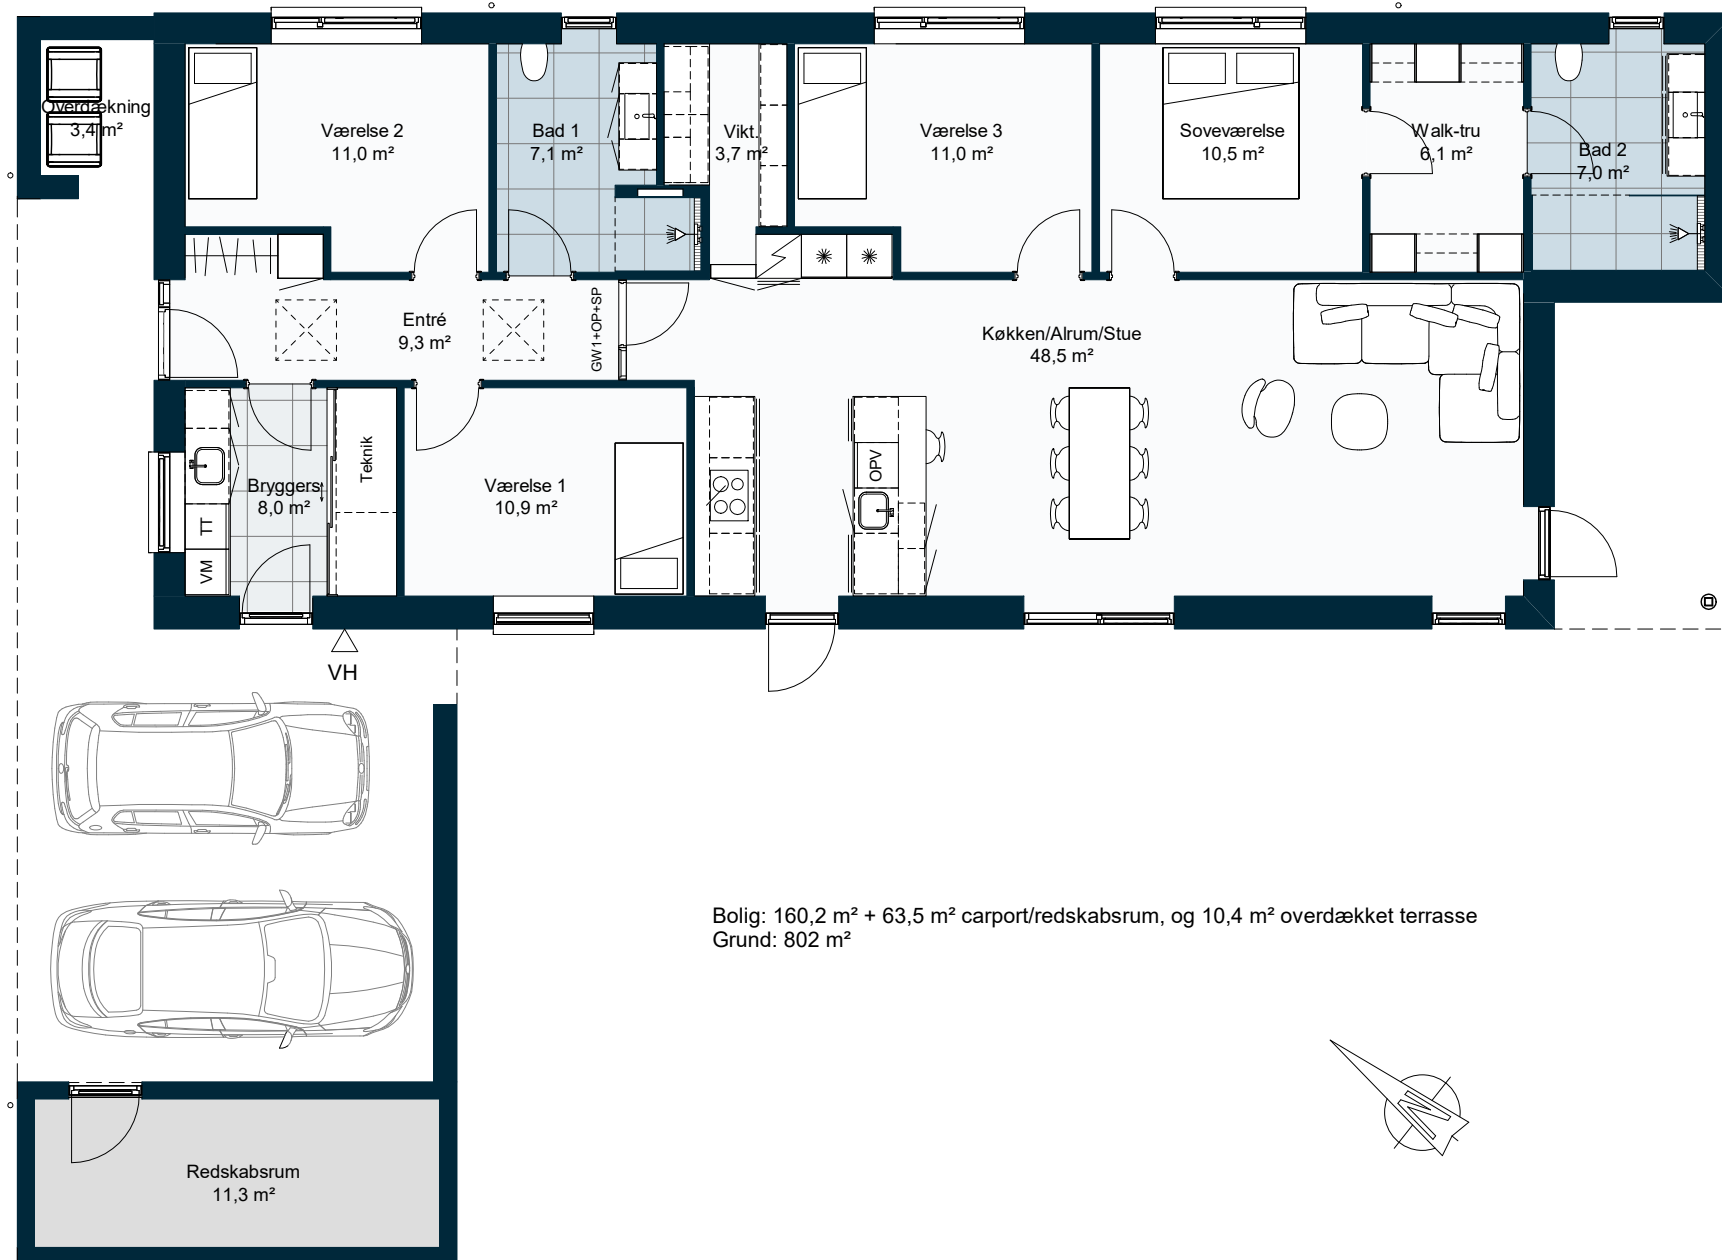 Overdækning
3,4 m²
Værelse 2
11,0 m²
Bad 1
7,1 m²
Vikt.
3,7 m²
Værelse 3
11,0 m²
Soveværelse
10,5 m²
Walk-tru
6,1 m²
Bad 2
7,0 m²
Entré
9,3 m²
GW1+OP+SP
Køkken/Alrum/Stue
48,5 m²
Bryggers
8,0 m²
TT
VM
Teknik
Værelse 1
10,9 m²
OPV
VH
Bolig: 160,2 m² + 63,5 m² carport/redskabsrum, og 10,4 m² overdækket terrasse
Grund: 802 m²
N
Redskabsrum
11,3 m²